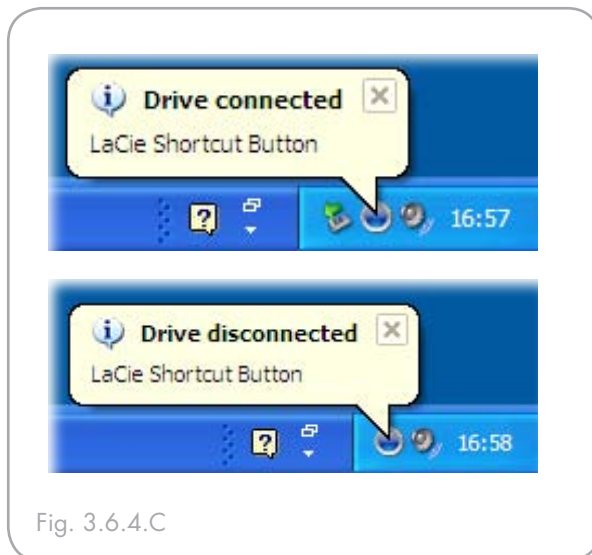 Drive connected
LaCie Shortcut Button
16:57
Drive disconnected
LaCie Shortcut Button
16:58
Fig. 3.6.4.C